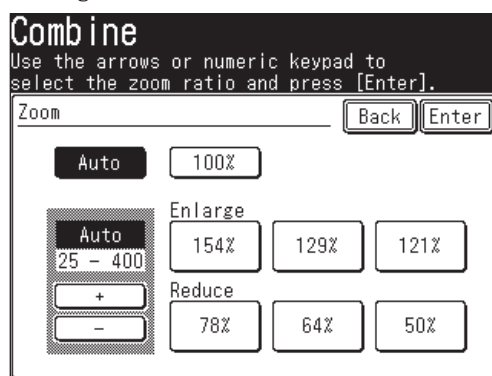 Combine
Use the arrows or numeric keypad to
select the zoom ratio and press [Enter].
Zoom
Back Enter
Auto 100%
Enlarge
Auto
25 - 400
154% 129% 121%
+
Reduce
-
78% 64% 50%